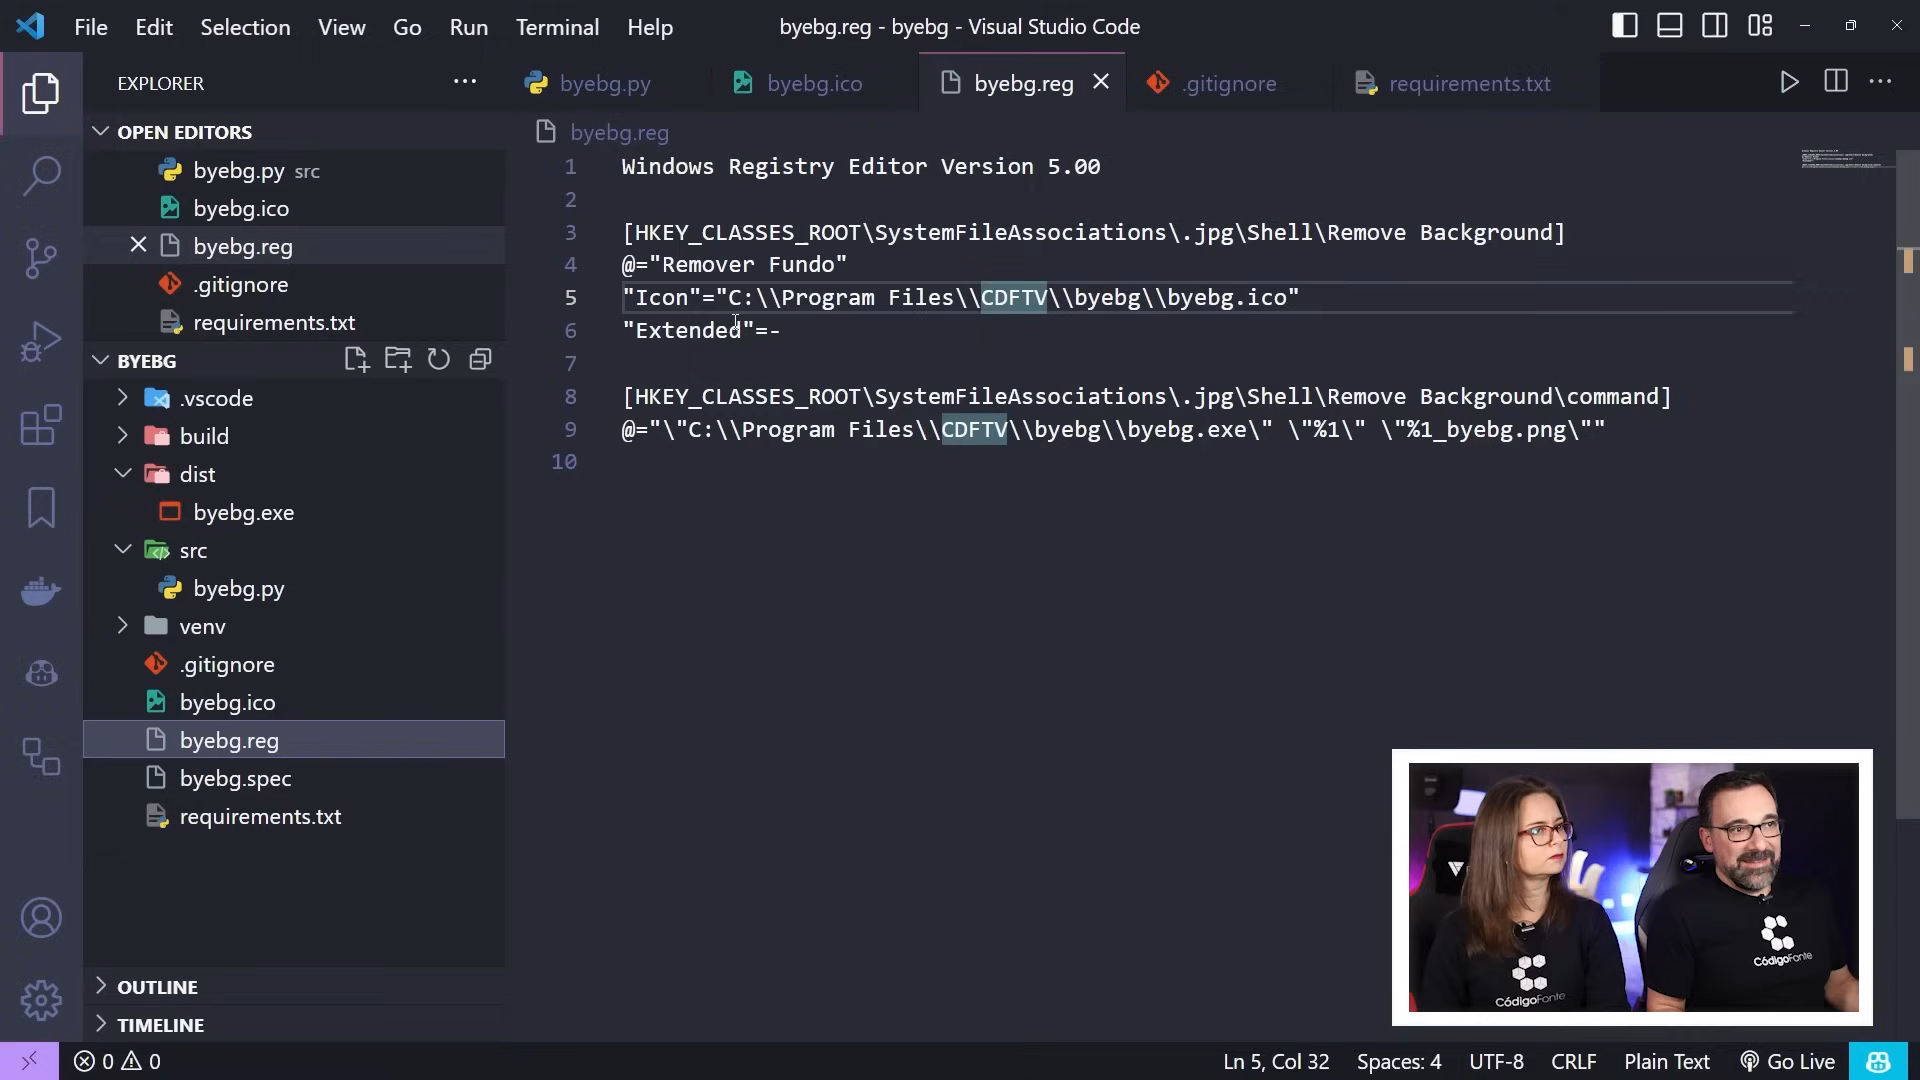 File Edit Selection View Go Run Terminal Help
byebg.reg - byebg - Visual Studio Code
EXPLORER
OPEN EDITORS
byebg.py src
byebg.ico
byebg.reg
.gitignore
requirements.txt
BYEBG
.vscode
build
dist
byebg.exe
src
byebg.py
venv
.gitignore
byebg.ico
byebg.reg
byebg.spec
requirements.txt
OUTLINE
TIMELINE
byebg.py byebg.ico byebg.reg .gitignore requirements.txt
byebg.reg
1 Windows Registry Editor Version 5.00
2
3 [HKEY_CLASSES_ROOT\SystemFileAssociations\.jpg\Shell\Remove Background]
4 @="Remover Fundo"
5 "Icon"="C:\\Program Files\\CDFTV\\byebg\\byebg.ico"
6 "Extended"=-
7
8 [HKEY_CLASSES_ROOT\SystemFileAssociations\.jpg\Shell\Remove Background\command]
9 @="\"C:\\Program Files\\CDFTV\\byebg\\byebg.exe\" \"%1\" \"%1_byebg.png\""
10
CódigoFonte
CódigoFonte
0 0
Ln 5, Col 32 Spaces: 4 UTF-8 CRLF Plain Text Go Live